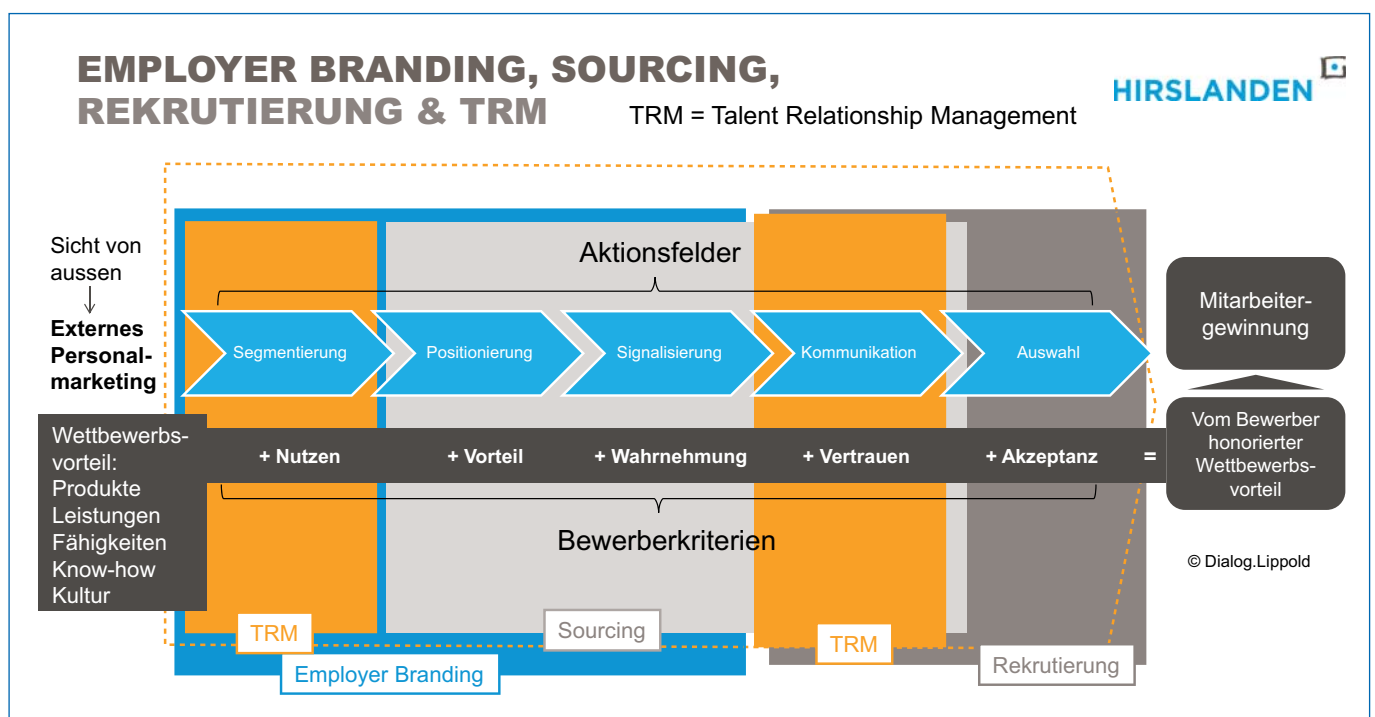 EMPLOYER BRANDING, SOURCING,
REKRUTIERUNG & TRM
TRM = Talent Relationship Management
HIRSLANDEN
Sicht von
aussen
Externes
Personal-
marketing
Aktionsfelder
Segmentierung
Positionierung
Signalisierung
Kommunikation
Auswahl
Mitarbeiter-
gewinnung
Wettbewerbs-
vorteil:
Produkte
Leistungen
Fähigkeiten
Know-how
Kultur
+ Nutzen
+ Vorteil
+ Wahrnehmung
+ Vertrauen
+ Akzeptanz
=
Vom Bewerber
honorierter
Wettbewerbs-
vorteil
Bewerberkriterien
© Dialog.Lippold
TRM
Sourcing
TRM
Rekrutierung
Employer Branding